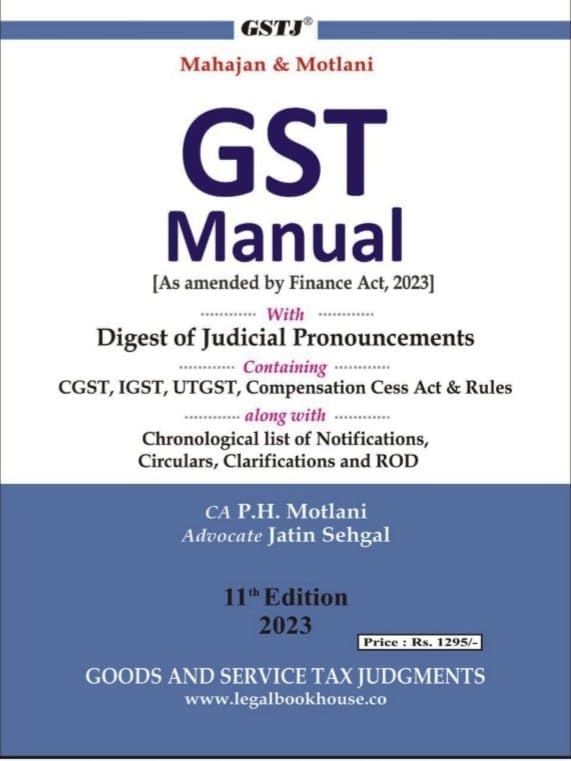 GSTJ®
Mahajan & Motlani
GST
Manual
[As amended by Finance Act, 2023]
With
Digest of Judicial Pronouncements
Containing
CGST, IGST, UTGST, Compensation Cess Act & Rules
along with
Chronological list of Notifications,
Circulars, Clarifications and ROD
CA P.H. Motlani
Advocate Jatin Sehgal
11th Edition
2023
Price : Rs. 1295/-
GOODS AND SERVICE TAX JUDGMENTS
www.legalbookhouse.co